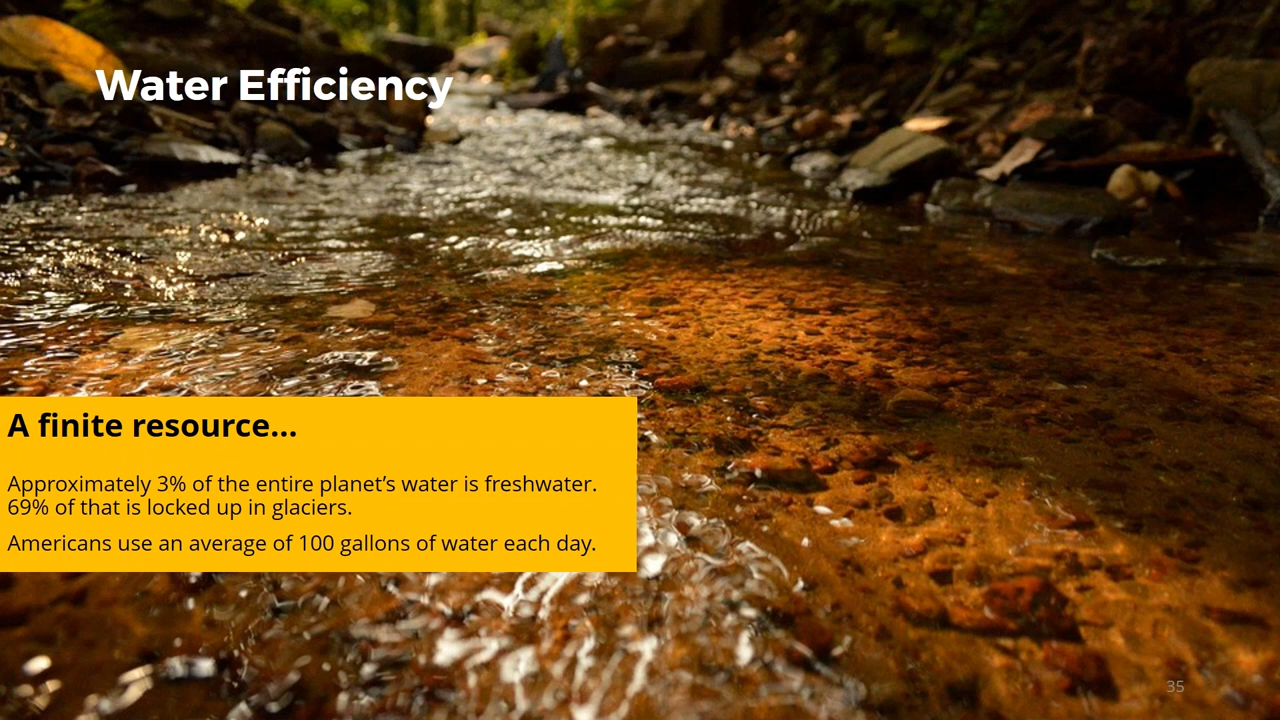 Water Efficiency
A finite resource…
Approximately 3% of the entire planet’s water is freshwater.
69% of that is locked up in glaciers.
Americans use an average of 100 gallons of water each day.
35